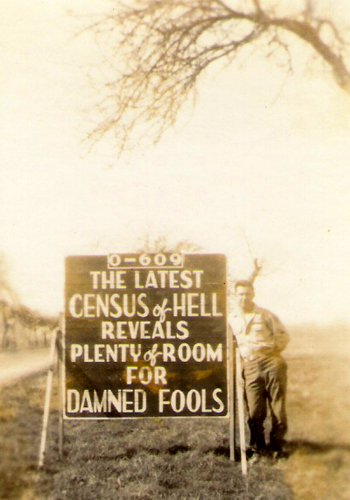 0-609
THE LATEST
CENSUS of HELL
REVEALS
PLENTY of ROOM
FOR
DAMNED FOOLS